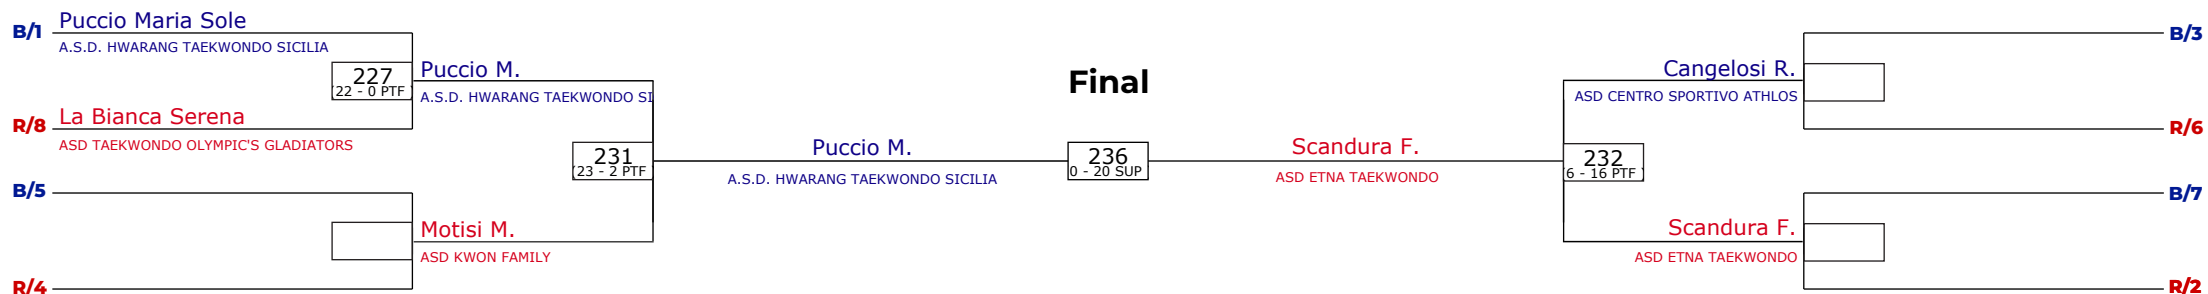 B/1 Puccio Maria Sole
A.S.D. HWARANG TAEKWONDO SICILIA
227
(22 - 0 PTF )
Puccio M.
A.S.D. HWARANG TAEKWONDO SI
R/8 La Bianca Serena
ASD TAEKWONDO OLYMPIC'S GLADIATORS
231
(23 - 2 PTF
B/5
Motisi M.
ASD KWON FAMILY
R/4
Final
Puccio M.
A.S.D. HWARANG TAEKWONDO SICILIA
236
0 - 20 SUP
Scandura F.
ASD ETNA TAEKWONDO
B/3
Cangelosi R.
ASD CENTRO SPORTIVO ATHLOS
R/6
232
6 - 16 PTF )
B/7
Scandura F.
ASD ETNA TAEKWONDO
R/2